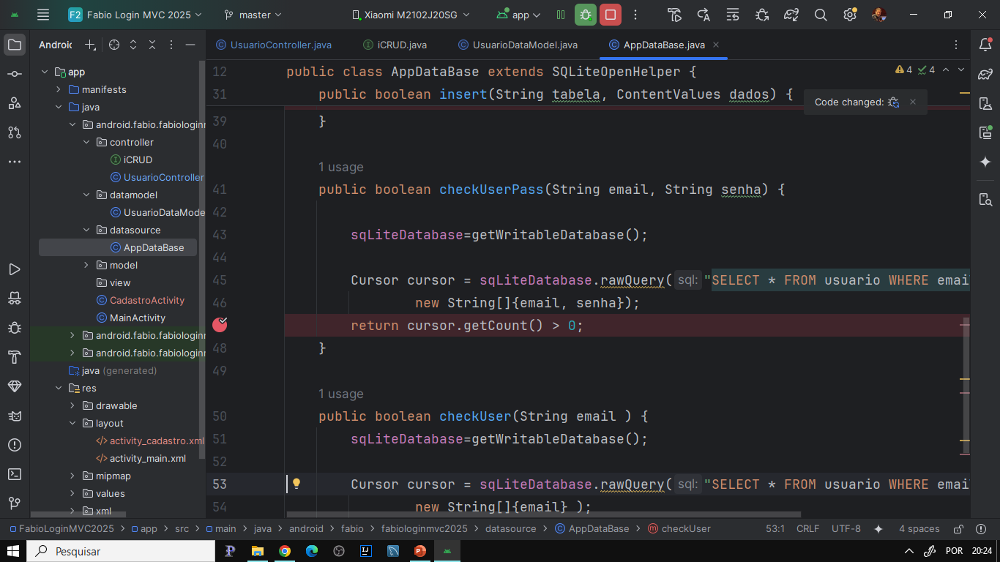 F2 Fabio Login MVC 2025 master Xiaomi M2102J20SG app
Android
UsuarioController.java iCRUD.java UsuarioDataModel.java AppDataBase.java
app
manifests
java
android.fabio.fabiologinr
controller
iCRUD
UsuarioController
datamodel
UsuarioDataMode
datasource
AppDataBase
model
view
CadastroActivity
MainActivity
android.fabio.fabiologinr
android.fabio.fabiologinr
java (generated)
res
drawable
layout
activity_cadastro.xml
activity_main.xml
mipmap
values
xml
12 public class AppDataBase extends SQLiteOpenHelper {
4 4
31 public boolean insert(String tabela, ContentValues dados) {
Code changed:
39 }
40
1 usage
41 public boolean checkUserPass(String email, String senha) {
42
43 sqLiteDatabase=getWritableDatabase();
44
45 Cursor cursor = sqLiteDatabase.rawQuery( sql: "SELECT * FROM usuario WHERE emai
46 new String[]{email, senha});
return cursor.getCount() > 0;
48 }
49
1 usage
50 public boolean checkUser(String email ) {
51 sqLiteDatabase=getWritableDatabase();
52
53 Cursor cursor = sqLiteDatabase.rawQuery( sql: "SELECT * FROM usuario WHERE emai
54 new String[]{email} );
FabioLoginMVC2025 app src main java android fabio fabiologinmvc2025 datasource AppDataBase checkUser 53:1 CRLF UTF-8 4 spaces
Pesquisar
POR 20:24